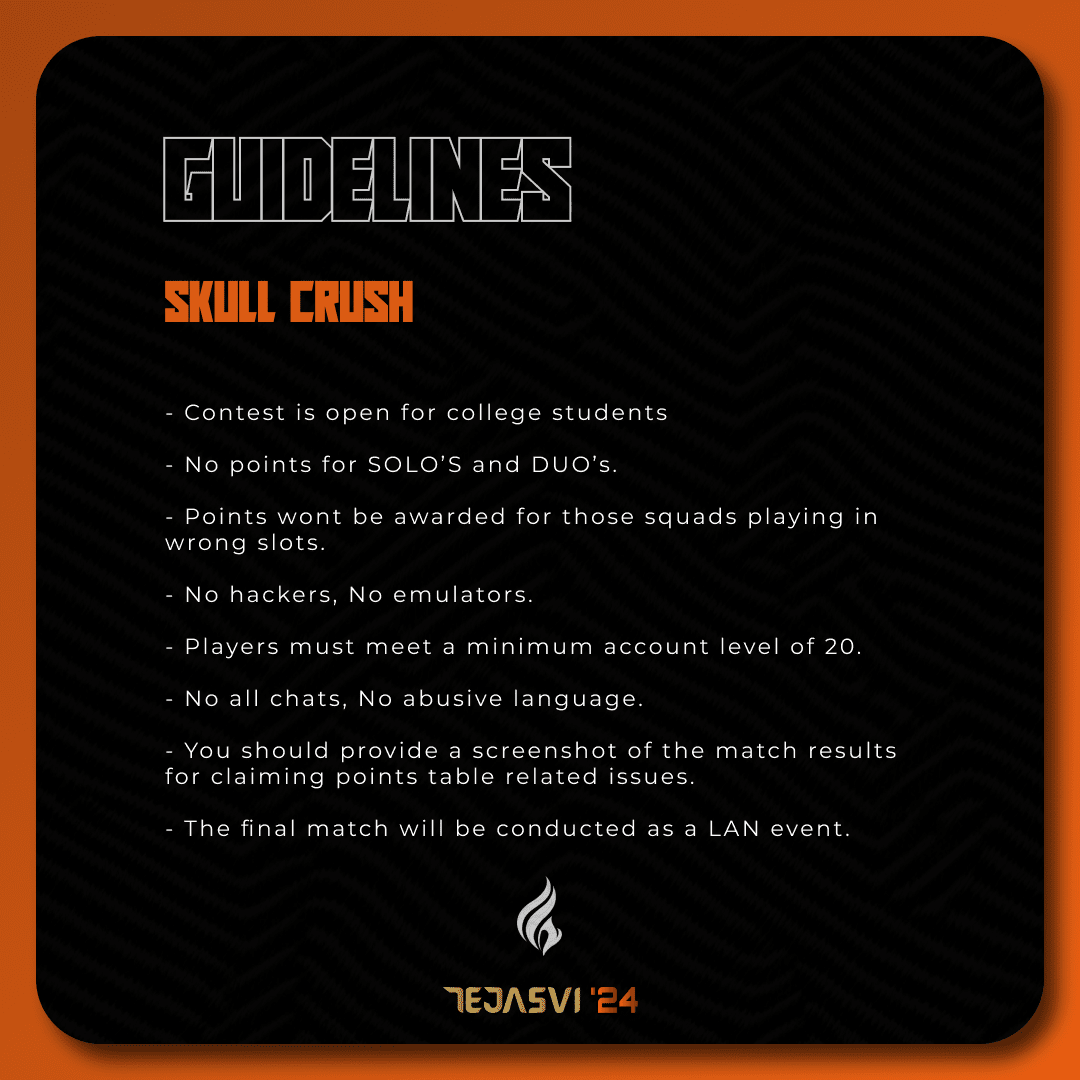 GUIDELINES
SKULL CRUSH
- Contest is open for college students
- No points for SOLO’S and DUO’s.
- Points wont be awarded for those squads playing in
wrong slots.
- No hackers, No emulators.
- Players must meet a minimum account level of 20.
- No all chats, No abusive language.
- You should provide a screenshot of the match results
for claiming points table related issues.
- The final match will be conducted as a LAN event.
TEJASVI '24